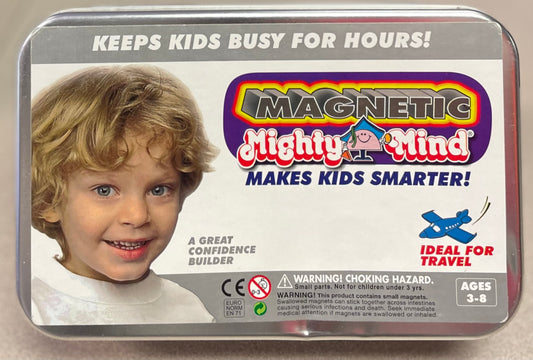 KEEPS KIDS BUSY FOR HOURS!
MAGNETIC
Mighty Mind®
MAKES KIDS SMARTER!
A GREAT
CONFIDENCE
BUILDER
IDEAL FOR
TRAVEL
CE
0-3
EURO
NORM
EN 71
WARNING! CHOKING HAZARD.
Small parts. Not for children under 3 yrs.
WARNING! This product contains small magnets.
Swallowed magnets can stick together across intestines
causing serious infections and death. Seek immediate
medical attention if magnets are swallowed or inhaled.
AGES
3-8